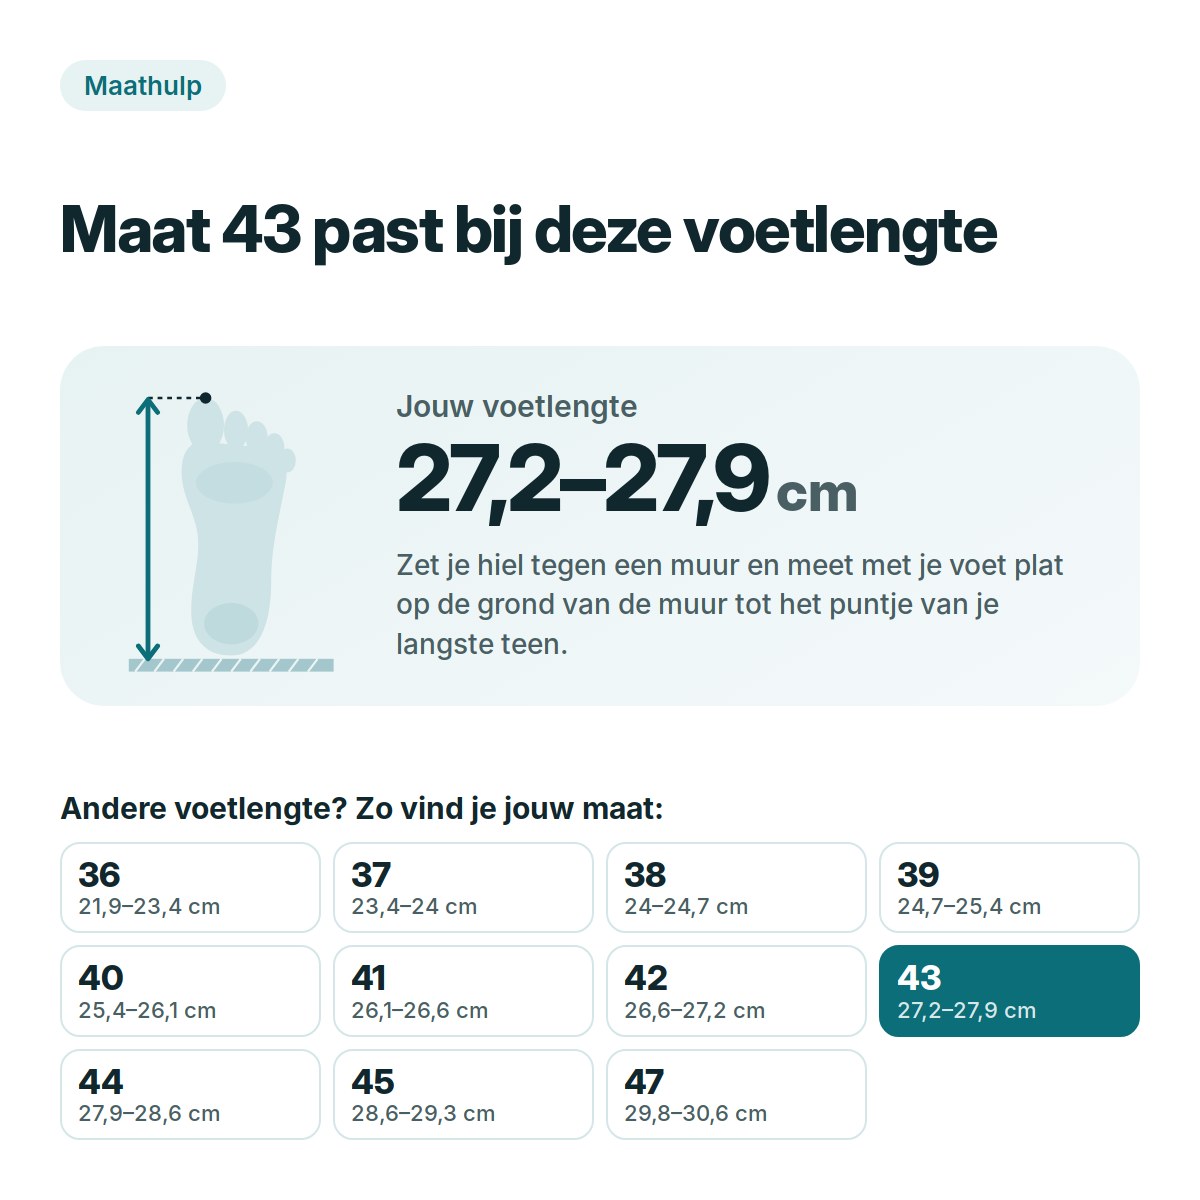 Maathulp
Maat 43 past bij deze voetlengte
Jouw voetlengte
27,2–27,9 cm
Zet je hiel tegen een muur en meet met je voet plat
op de grond van de muur tot het puntje van je
langste teen.
Andere voetlengte? Zo vind je jouw maat:
36
21,9–23,4 cm
37
23,4–24 cm
38
24–24,7 cm
39
24,7–25,4 cm
40
25,4–26,1 cm
41
26,1–26,6 cm
42
26,6–27,2 cm
43
27,2–27,9 cm
44
27,9–28,6 cm
45
28,6–29,3 cm
47
29,8–30,6 cm